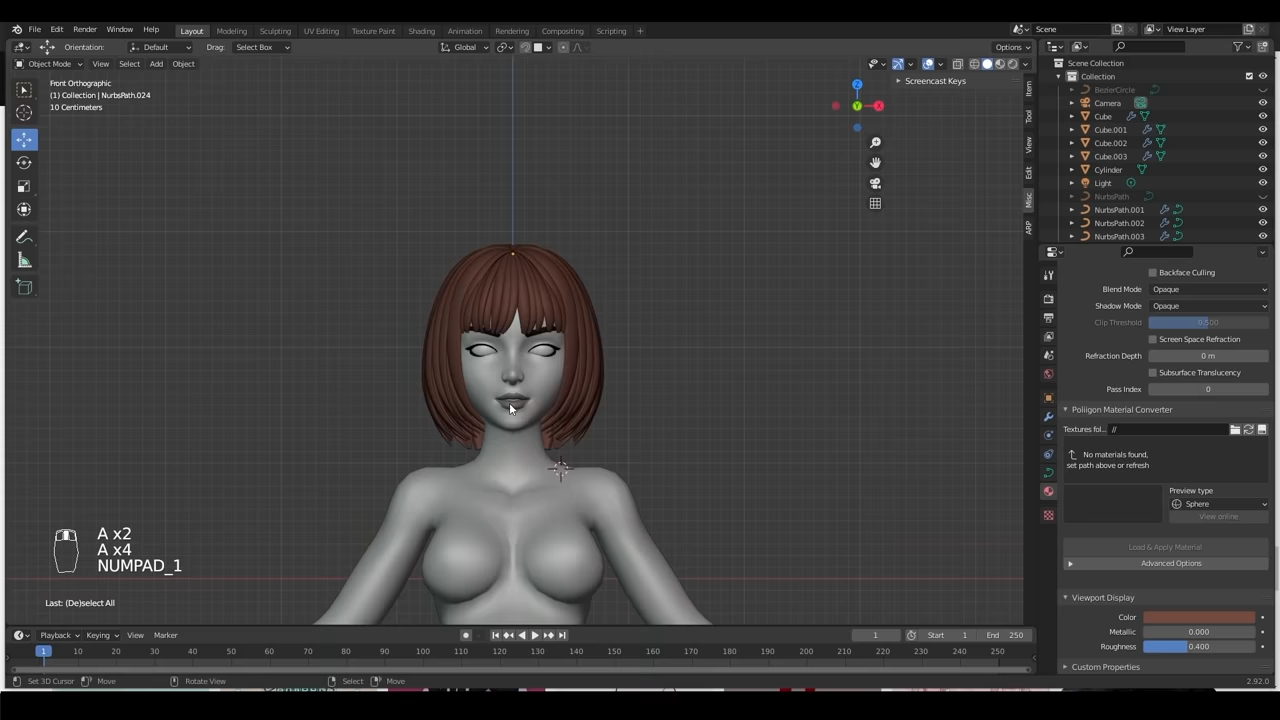 File Edit Render Window Help Layout Modeling Sculpting UV Editing Texture Paint Shading Animation Rendering Compositing Scripting + Scene View Layer
Orientation: Default Drag: Select Box Global Options
Object Mode View Select Add Object
Front Orthographic
(1) Collection | NurbsPath.024
10 Centimeters
Z
Y
X
Screencast Keys
Item
Tool
View
Edit
Misc
ARP
Scene Collection
Collection
BezierCircle
Camera
Cube
Cube.001
Cube.002
Cube.003
Cylinder
Light
NurbsPath
NurbsPath.001
NurbsPath.002
NurbsPath.003
Backface Culling
Blend Mode Opaque
Shadow Mode Opaque
Clip Threshold 0.500
Screen Space Refraction
Refraction Depth 0 m
Subsurface Translucency
Pass Index 0
Poliigon Material Converter
Textures fol... //
No materials found,
set path above or refresh
Preview type
Sphere
View online
Load & Apply Material
Advanced Options
Viewport Display
Color
Metallic 0.000
Roughness 0.400
Custom Properties
A x2
A x4
NUMPAD_1
Last: (De)select All
Playback Keying View Marker 1 Start 1 End 250
1 10 20 30 40 50 60 70 80 90 100 110 120 130 140 150 160 170 180 190 200 210 220 230 240 250
Set 3D Cursor Move Rotate View Select Move 2.92.0